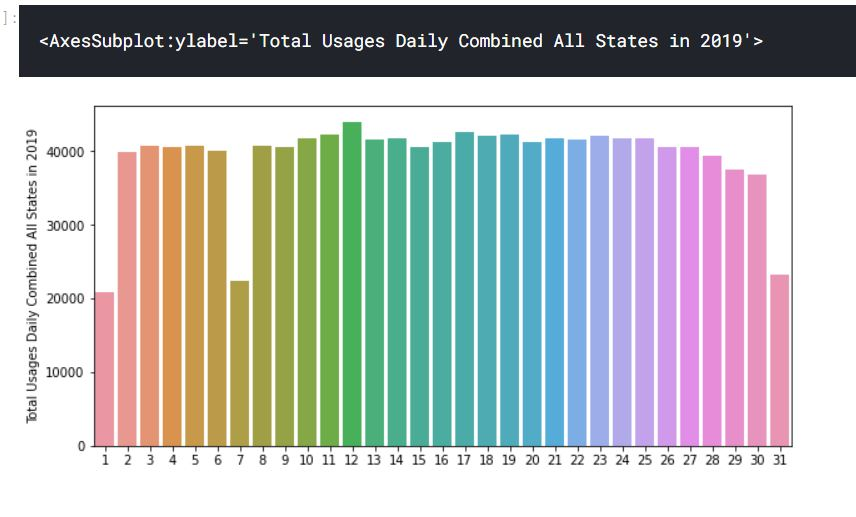 ]:
<AxesSubplot:ylabel='Total Usages Daily Combined All States in 2019'>
Total Usages Daily Combined All States in 2019
40000
30000
20000
10000
0
1 2 3 4 5 6 7 8 9 10 11 12 13 14 15 16 17 18 19 20 21 22 23 24 25 26 27 28 29 30 31